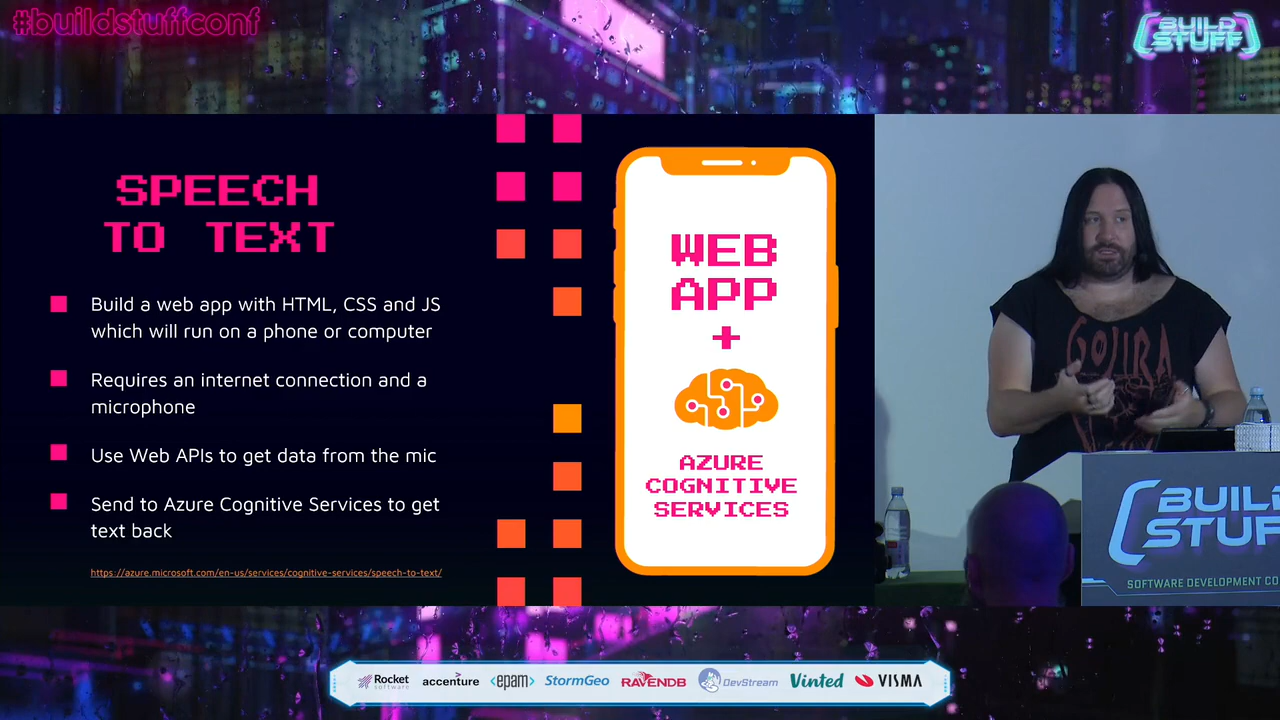 #buildstuffconf
BUILD
STUFF
SPEECH
TO TEXT
Build a web app with HTML, CSS and JS
which will run on a phone or computer
Requires an internet connection and a
microphone
Use Web APIs to get data from the mic
Send to Azure Cognitive Services to get
text back
https://azure.microsoft.com/en-us/services/cognitive-services/speech-to-text/
WEB
APP
+
AZURE
COGNITIVE
SERVICES
GOJIRA
BUIL
STUF
SOFTWARE DEVELOPMENT CO
Rocket
software
accenture
<epam>
StormGeo
RAVENDB
DevStream
Vinted
VISMA